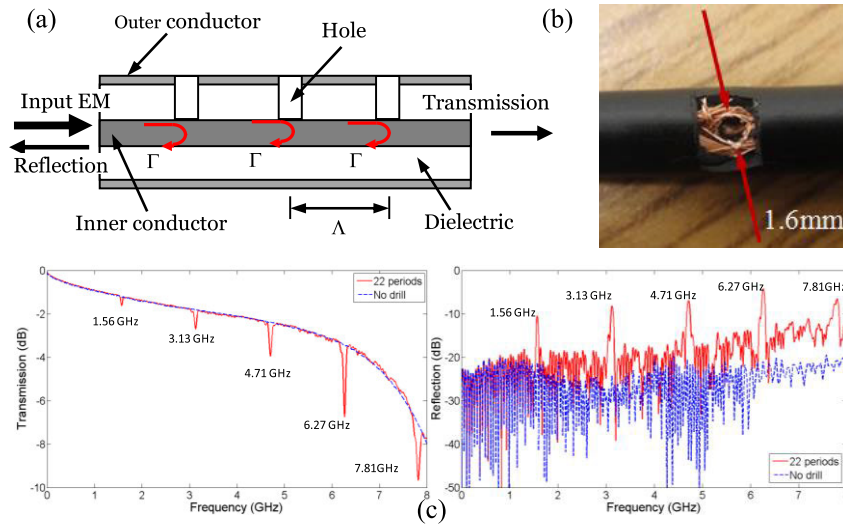 (a)
Outer conductor
Hole
Input EM
Transmission
Reflection
Γ
Γ
Γ
Inner conductor
Λ
Dielectric
(b)
1.6mm
0
-2
-4
-6
-8
-10
Transmission (dB)
0
1
2
3
4
5
6
7
8
Frequency (GHz)
22 periods
No drill
1.56 GHz
3.13 GHz
4.71 GHz
6.27 GHz
7.81GHz
0
-10
-20
-30
-40
-50
Reflection (dB)
0
1
2
3
4
5
6
7
8
Frequency (GHz)
1.56 GHz
3.13 GHz
4.71 GHz
6.27 GHz
7.81 GHz
22 periods
No drill
(c)